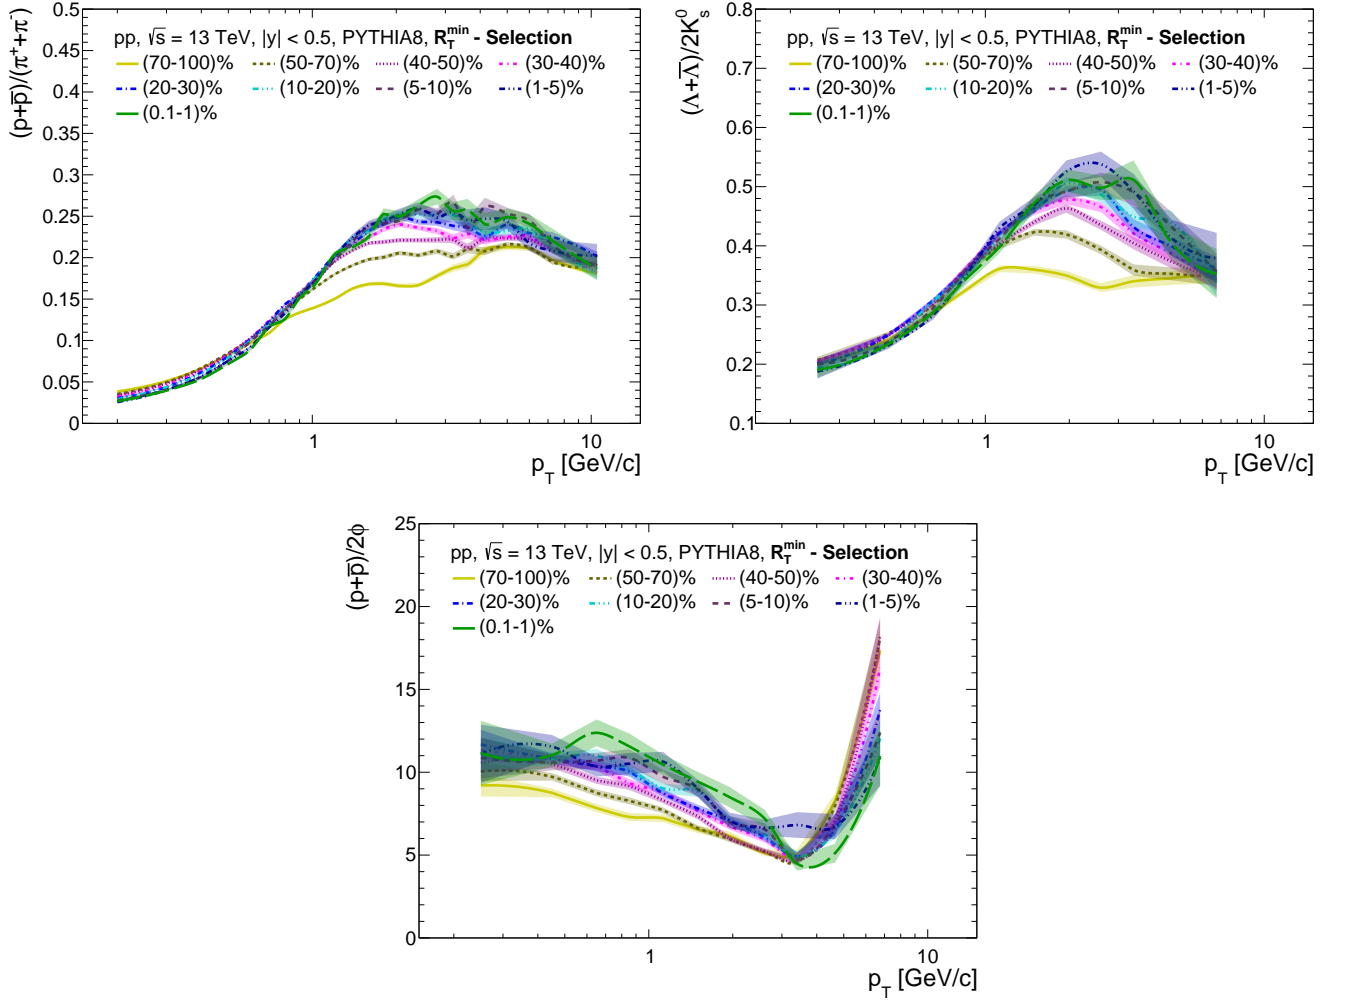 (p+p̅)/(π⁺+π⁻)
pp, √s = 13 TeV, |y| < 0.5, PYTHIA8, R_T^min - Selection
(70-100)% (50-70)% (40-50)% (30-40)%
(20-30)% (10-20)% (5-10)% (1-5)%
(0.1-1)%
0.5
0.45
0.4
0.35
0.3
0.25
0.2
0.15
0.1
0.05
0
1 10
p_T [GeV/c]
(Λ+Λ̅)/2K_s^0
pp, √s = 13 TeV, |y| < 0.5, PYTHIA8, R_T^min - Selection
(70-100)% (50-70)% (40-50)% (30-40)%
(20-30)% (10-20)% (5-10)% (1-5)%
(0.1-1)%
0.8
0.7
0.6
0.5
0.4
0.3
0.2
0.1
1 10
p_T [GeV/c]
(p+p̅)/2ϕ
pp, √s = 13 TeV, |y| < 0.5, PYTHIA8, R_T^min - Selection
(70-100)% (50-70)% (40-50)% (30-40)%
(20-30)% (10-20)% (5-10)% (1-5)%
(0.1-1)%
25
20
15
10
5
0
1 10
p_T [GeV/c]